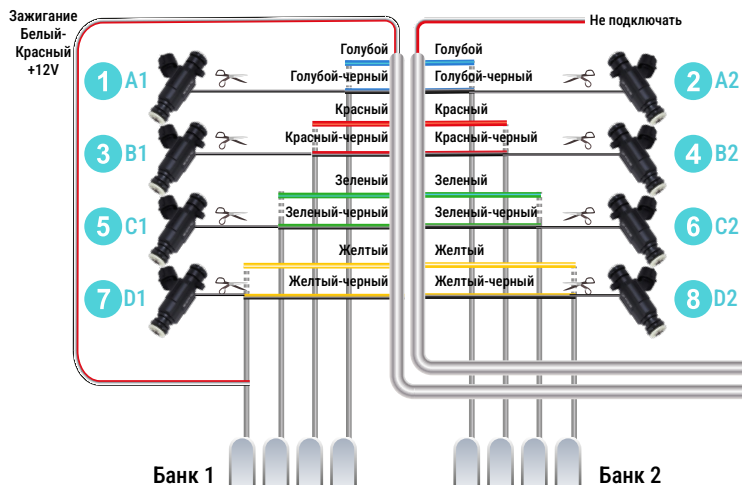 Зажигание
Белый-
Красный
+12V
Не подключать
Голубой
Голубой
Голубой-черный
Голубой-черный
1 A1
2 A2
Красный
Красный
Красный-черный
Красный-черный
3 B1
4 B2
Зеленый
Зеленый
Зеленый-черный
Зеленый-черный
5 C1
6 C2
Желтый
Желтый
Желтый-черный
Желтый-черный
7 D1
8 D2
Банк 1
Банк 2